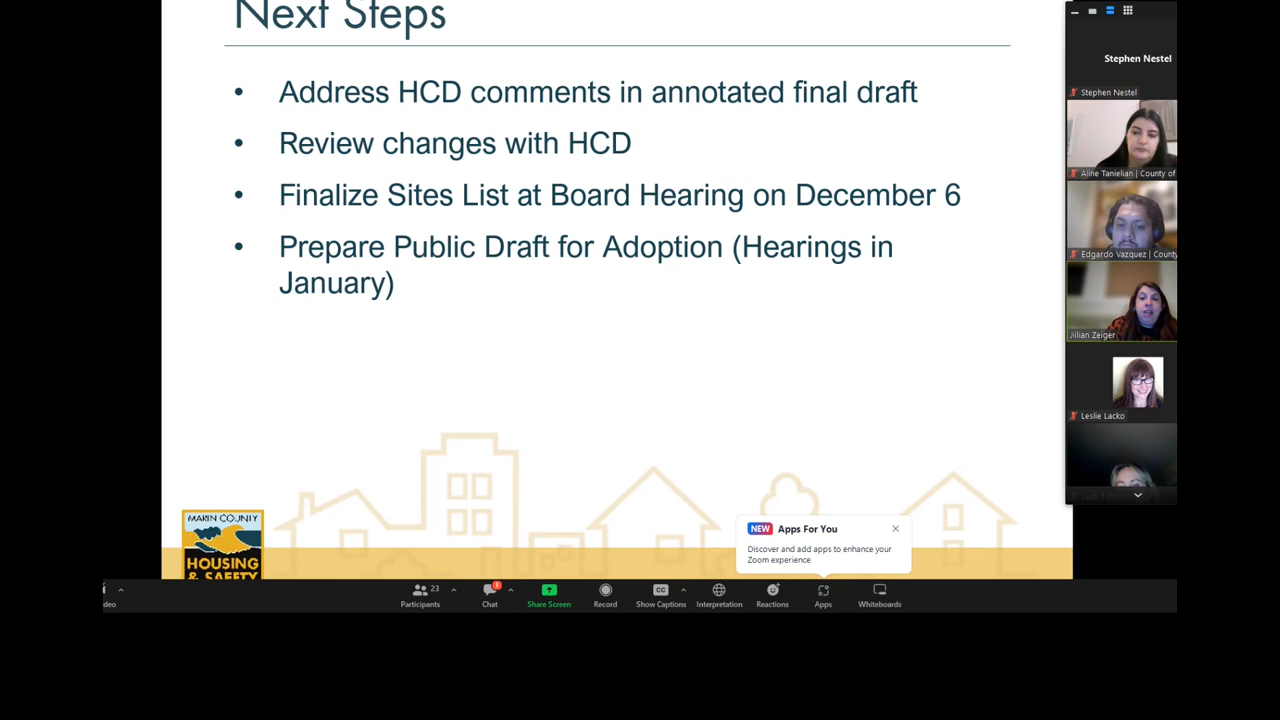 Next Steps
• Address HCD comments in annotated final draft
• Review changes with HCD
• Finalize Sites List at Board Hearing on December 6
• Prepare Public Draft for Adoption (Hearings in
January)
MARIN COUNTY
HOUSING
& SAFETY
Stephen Nestel
Stephen Nestel
Aline Tanielian | County of
Edgardo Vazquez | County
Jillian Zeiger
Leslie Lacko
NEW Apps For You
Discover and add apps to enhance your
Zoom experience
deo
23
Participants
1
Chat
Share Screen
Record
CC
Show Captions
Interpretation
Reactions
Apps
Whiteboards